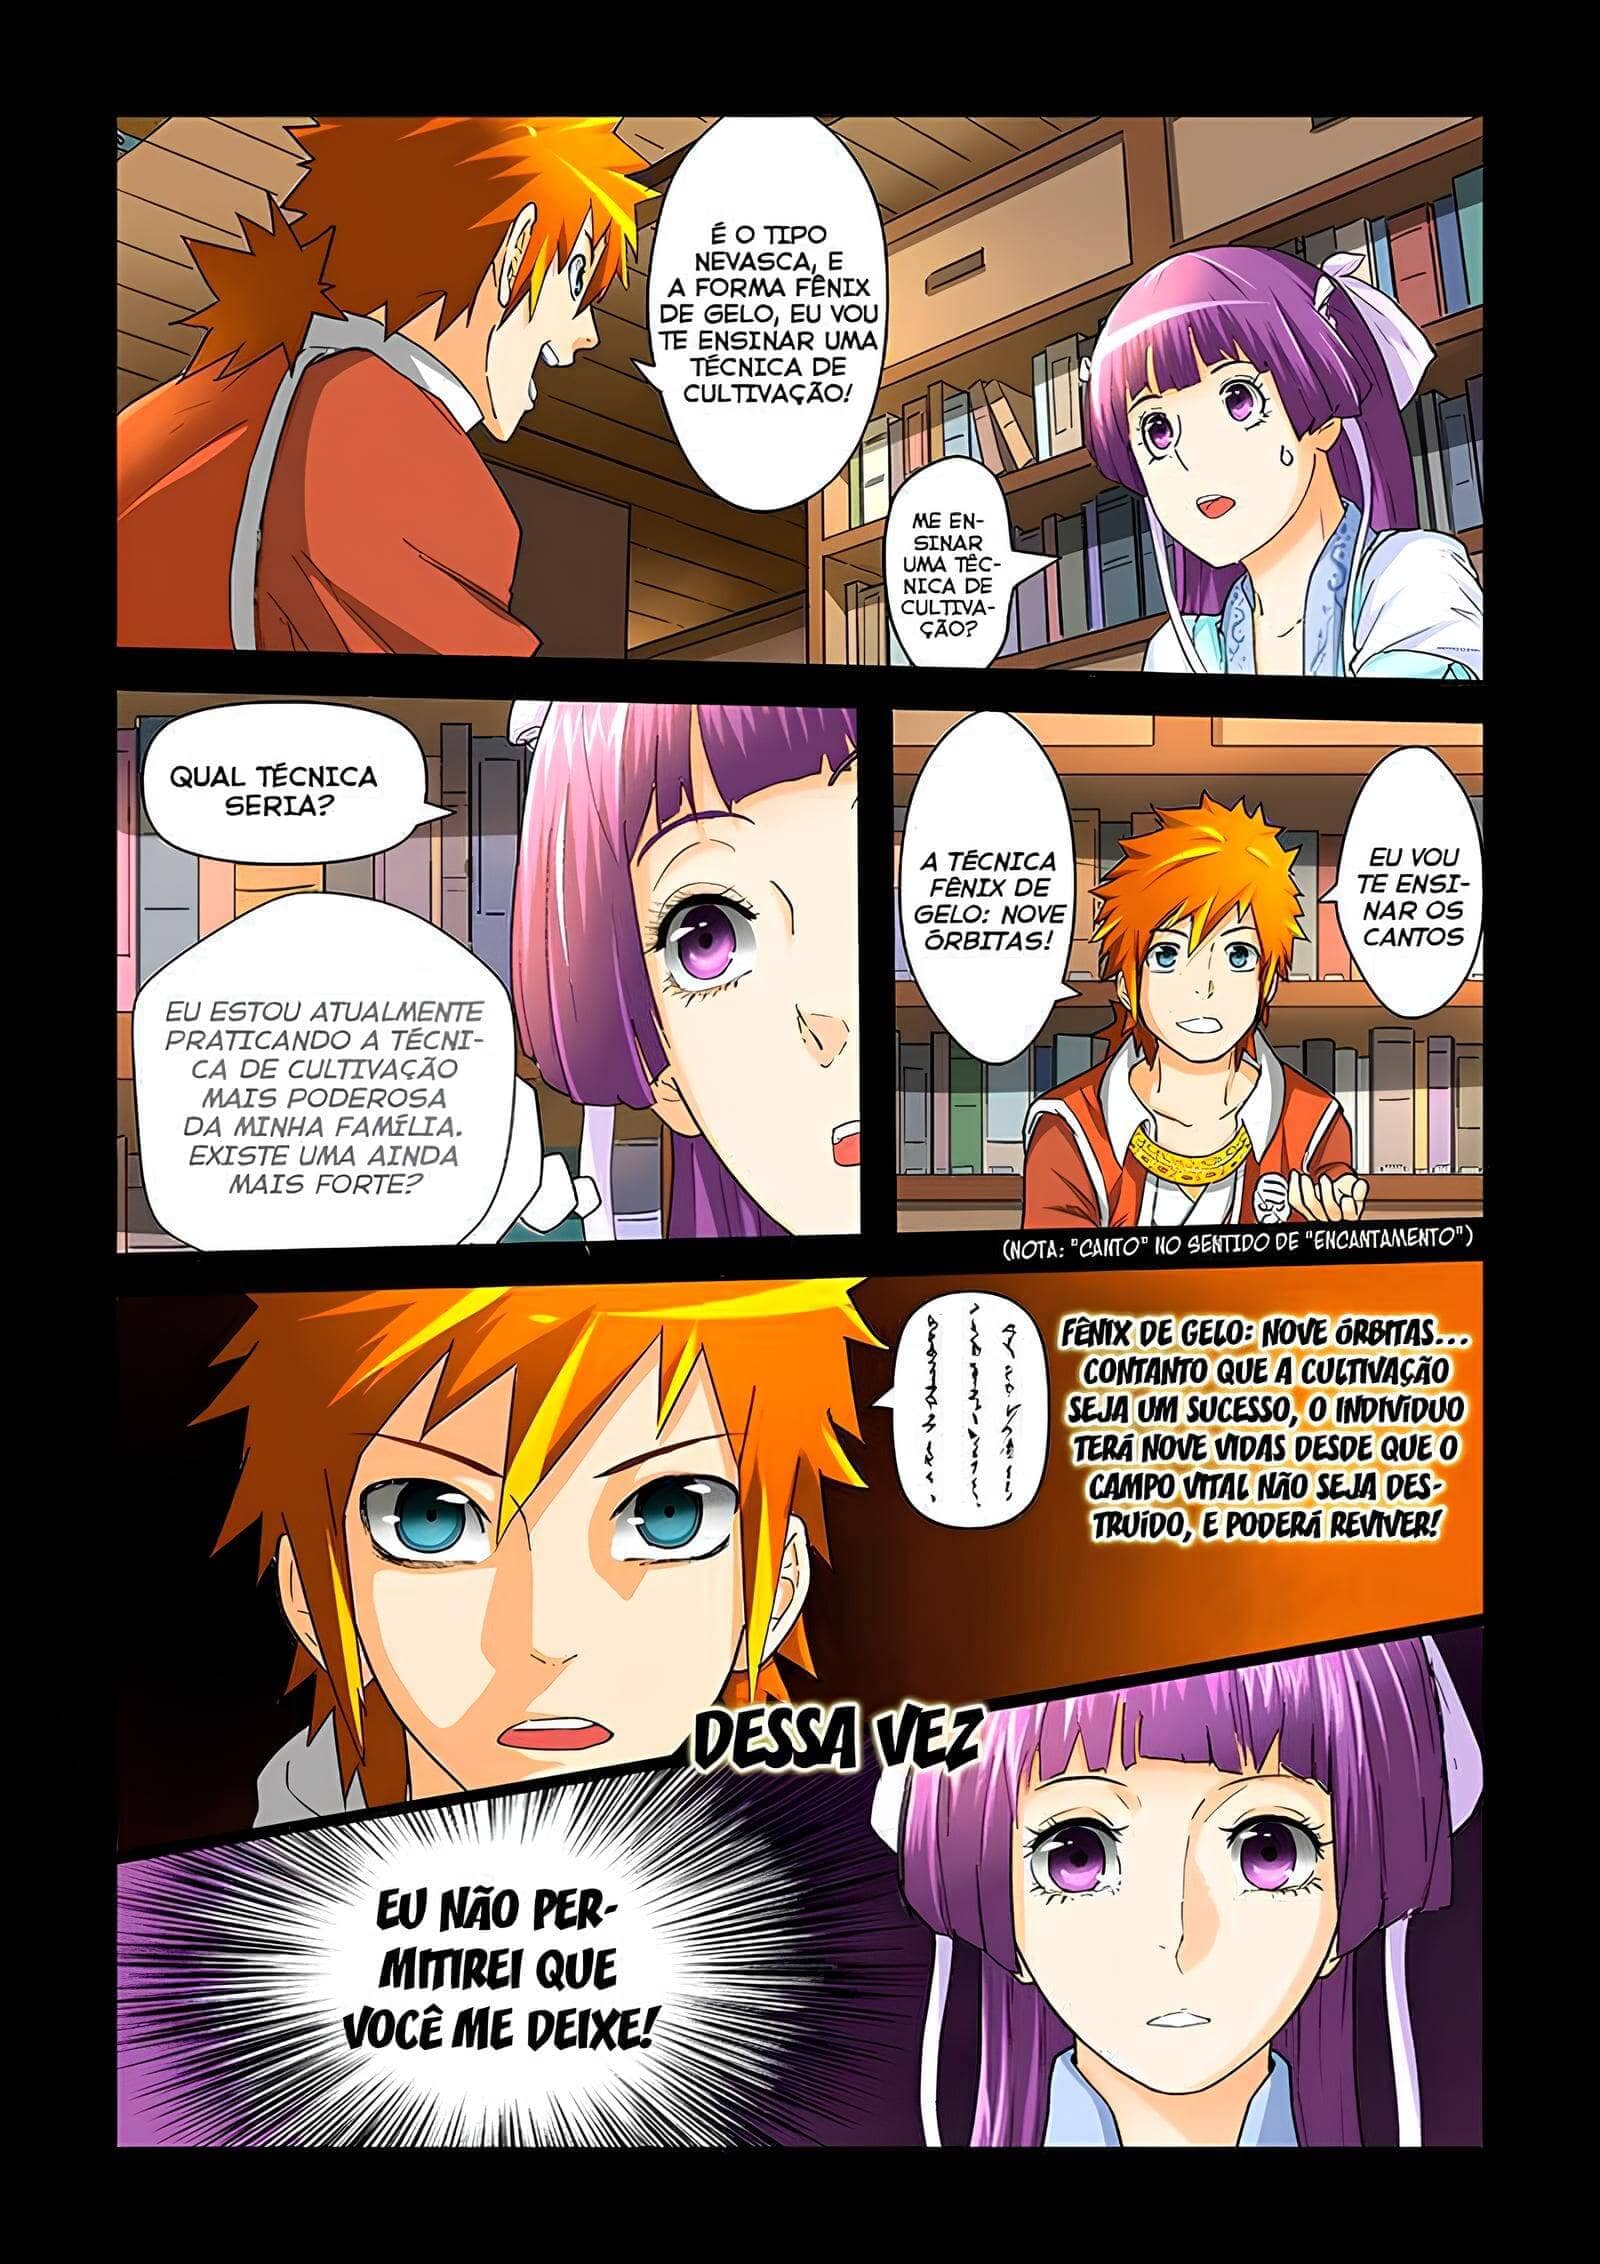 É O TIPO
NEVASCA, E
A FORMA FÊNIX
DE GELO, EU VOU
TE ENSINAR UMA
TÉCNICA DE
CULTIVAÇÃO!
ME EN-
SINAR
UMA TÉC-
NICA DE
CULTIVA-
ÇÃO?
QUAL TÉCNICA
SERIA?
EU ESTOU ATUALMENTE
PRATICANDO A TÉCNI-
CA DE CULTIVAÇÃO
MAIS PODEROSA
DA MINHA FAMÍLIA.
EXISTE UMA AINDA
MAIS FORTE?
A TÉCNICA
FÊNIX DE
GELO: NOVE
ÓRBITAS!
EU VOU
TE ENSI-
NAR OS
CANTOS
(NOTA: "CANTO" NO SENTIDO DE "ENCANTAMENTO")
FÊNIX DE GELO: NOVE ÓRBITAS...
CONTANTO QUE A CULTIVAÇÃO
SEJA UM SUCESSO, O INDIVÍDUO
TERÁ NOVE VIDAS DESDE QUE O
CAMPO VITAL NÃO SEJA DES-
TRUÍDO, E PODERÁ REVIVER!
DESSA VEZ
EU NÃO PER-
MITIREI QUE
VOCÊ ME DEIXE!